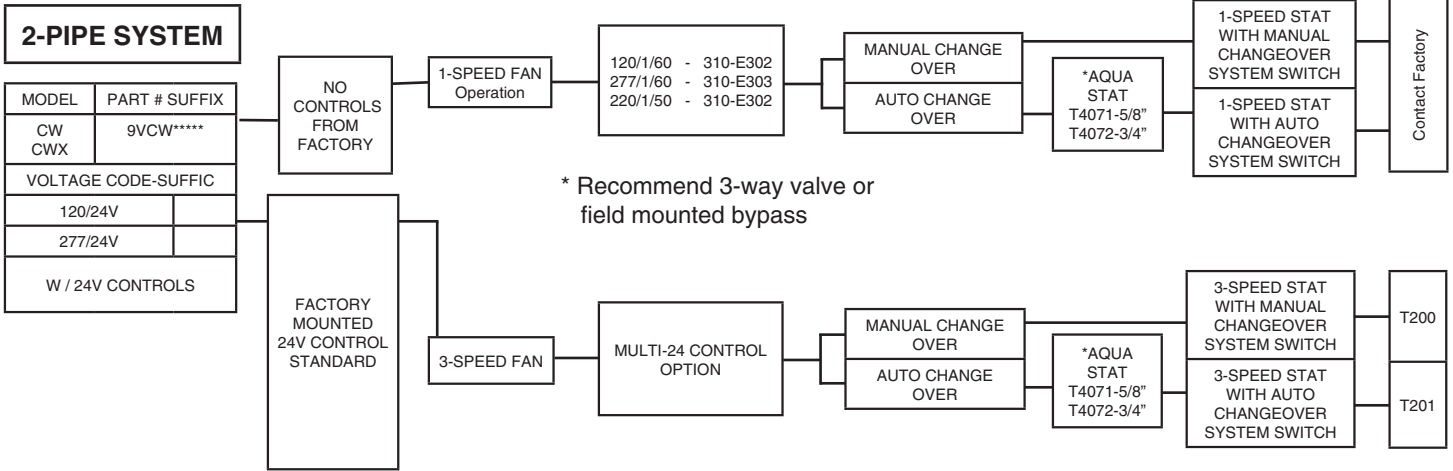 2-PIPE SYSTEM
MODEL PART # SUFFIX
CW
CWX
9VCW*****
VOLTAGE CODE-SUFFIC
120/24V
277/24V
W / 24V CONTROLS
NO
CONTROLS
FROM
FACTORY
1-SPEED FAN
Operation
120/1/60 - 310-E302
277/1/60 - 310-E303
220/1/50 - 310-E302
MANUAL CHANGE
OVER
AUTO CHANGE
OVER
*AQUA
STAT
T4071-5/8”
T4072-3/4”
1-SPEED STAT
WITH MANUAL
CHANGEOVER
SYSTEM SWITCH
1-SPEED STAT
WITH AUTO
CHANGEOVER
SYSTEM SWITCH
Contact Factory
* Recommend 3-way valve or
field mounted bypass
FACTORY
MOUNTED
24V CONTROL
STANDARD
3-SPEED FAN
MULTI-24 CONTROL
OPTION
MANUAL CHANGE
OVER
AUTO CHANGE
OVER
*AQUA
STAT
T4071-5/8”
T4072-3/4”
3-SPEED STAT
WITH MANUAL
CHANGEOVER
SYSTEM SWITCH
3-SPEED STAT
WITH AUTO
CHANGEOVER
SYSTEM SWITCH
T200
T201